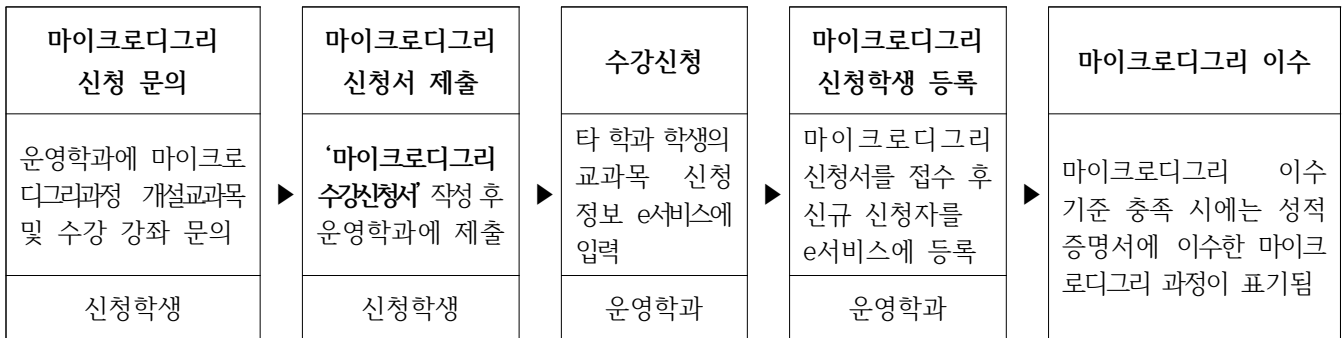 마이크로디그리
신청 문의
운영학과에 마이크로
디그리과정 개설교과목
및 수강 강좌 문의
신청학생
▶
마이크로디그리
신청서 제출
‘마이크로디그리
수강신청서’ 작성 후
운영학과에 제출
신청학생
▶
수강신청
타 학과 학생의
교과목 신청
정보 e서비스에
입력
운영학과
▶
마이크로디그리
신청학생 등록
마이크로디그리
신청서를 접수 후
신규 신청자를
e서비스에 등록
운영학과
▶
마이크로디그리 이수
마이크로디그리 이수
기준 충족 시에는 성적
증명서에 이수한 마이크
로디그리 과정이 표기됨